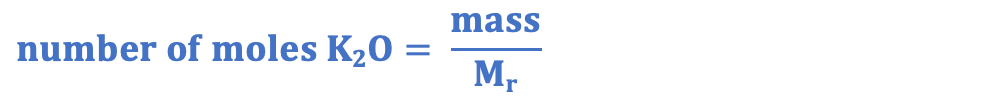 number of moles K₂O = mass
Mᵣ